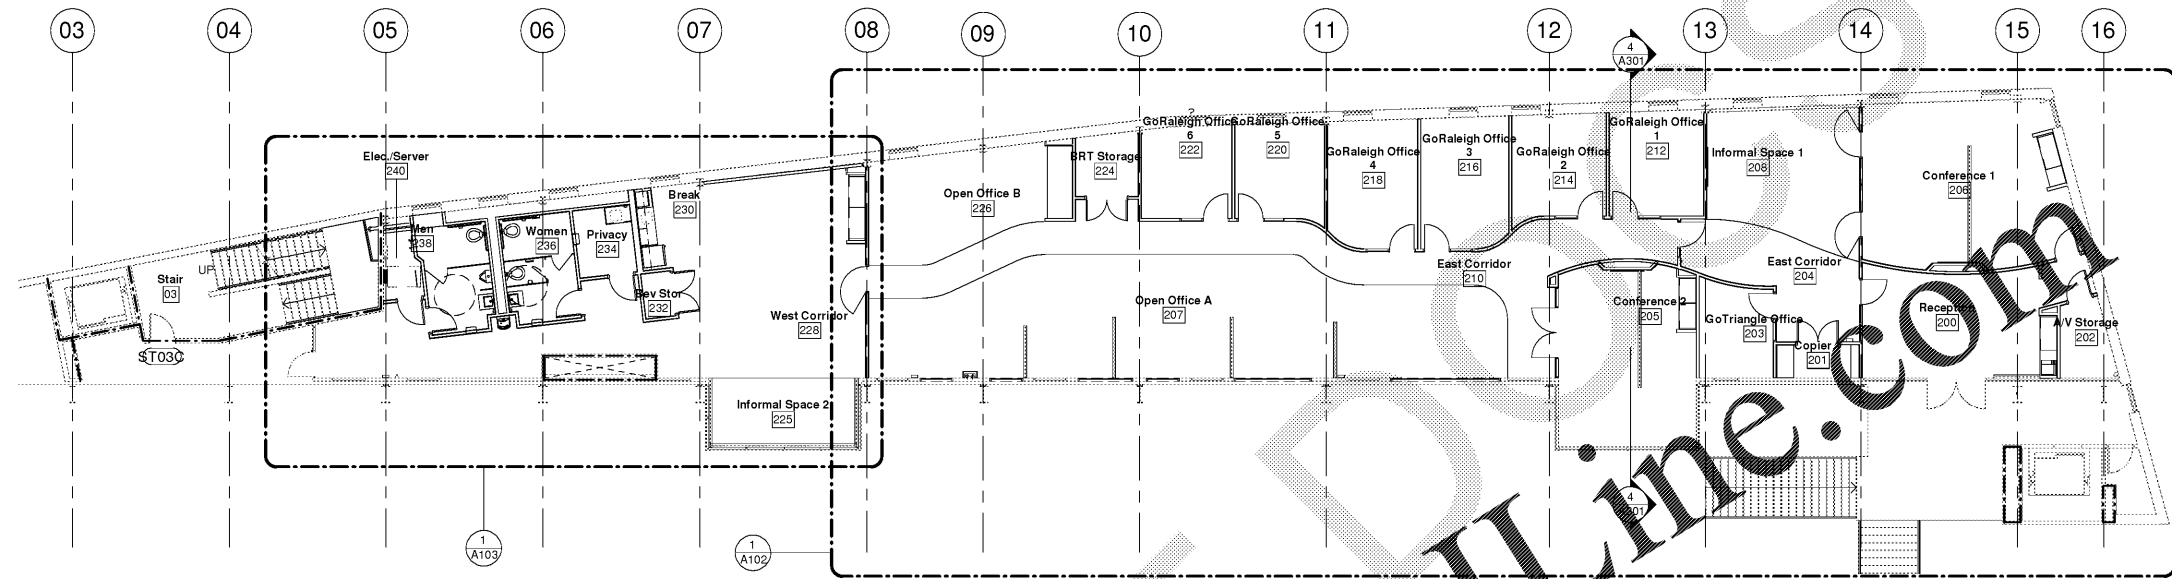 03
04
05
06
07
08
09
10
11
12
13
14
15
16
4
A301
Elec./Server
240
Men
238
Women
236
Privacy
234
Break
230
Rev Stor
232
Stair
03
UP
ST03C
West Corridor
228
Informal Space 2
225
Open Office B
226
BRT Storage
224
?
GoRaleigh Office
6
222
GoRaleigh Office
5
220
GoRaleigh Office
4
218
GoRaleigh Office
3
216
GoRaleigh Office
2
214
GoRaleigh Office
1
212
Informal Space 1
208
Conference 1
206
East Corridor
210
East Corridor
204
Open Office A
207
Conference 2
205
GoTriangle Office
203
Copier
201
Reception
200
A/V Storage
202
1
A103
1
A102
4
A301
Line.com